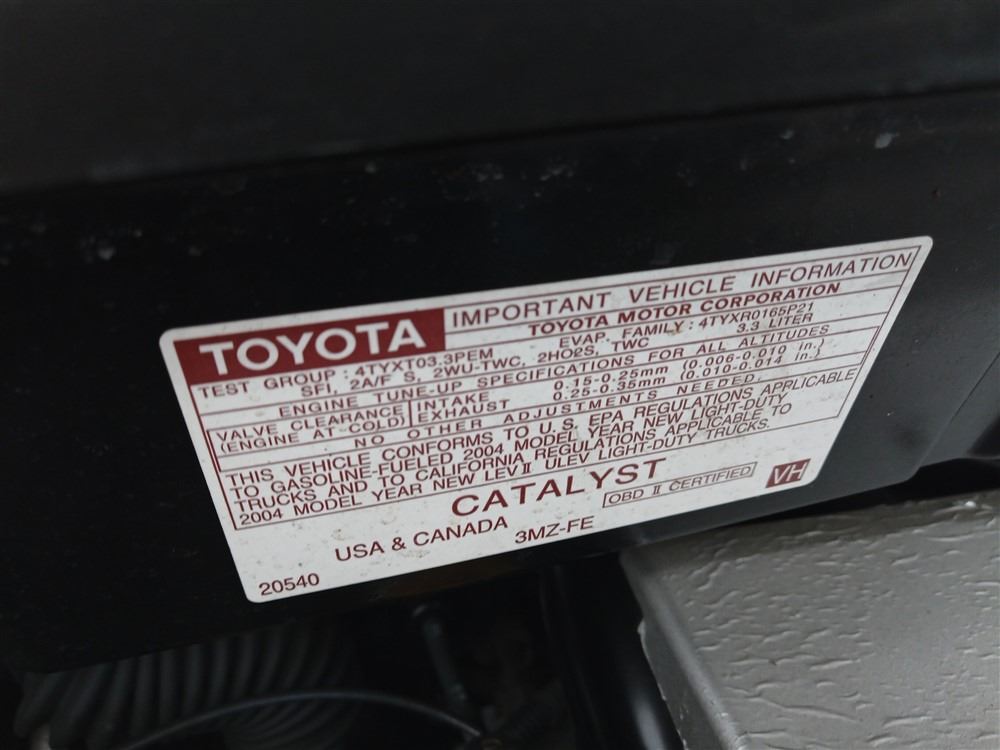 TOYOTA
IMPORTANT VEHICLE INFORMATION
TOYOTA MOTOR CORPORATION
TEST GROUP : 4TYXT03.3PEM EVAP. FAMILY : 4TYXR0165P21
SFI, 2A/F S, 2WU-TWC, 2HO2S, TWC 3.3 LITER
ENGINE TUNE-UP SPECIFICATIONS FOR ALL ALTITUDES
VALVE CLEARANCE INTAKE 0.15-0.25mm (0.006-0.010 in.)
(ENGINE AT COLD) EXHAUST 0.25-0.35mm (0.010-0.014 in.)
NO OTHER ADJUSTMENTS NEEDED.
THIS VEHICLE CONFORMS TO U.S. EPA REGULATIONS APPLICABLE
TO GASOLINE-FUELED 2004 MODEL YEAR NEW LIGHT-DUTY
TRUCKS AND TO CALIFORNIA REGULATIONS APPLICABLE TO
2004 MODEL YEAR NEW LEVII ULEV LIGHT-DUTY TRUCKS.
CATALYST
OBD II CERTIFIED
VH
USA & CANADA 3MZ-FE
20540